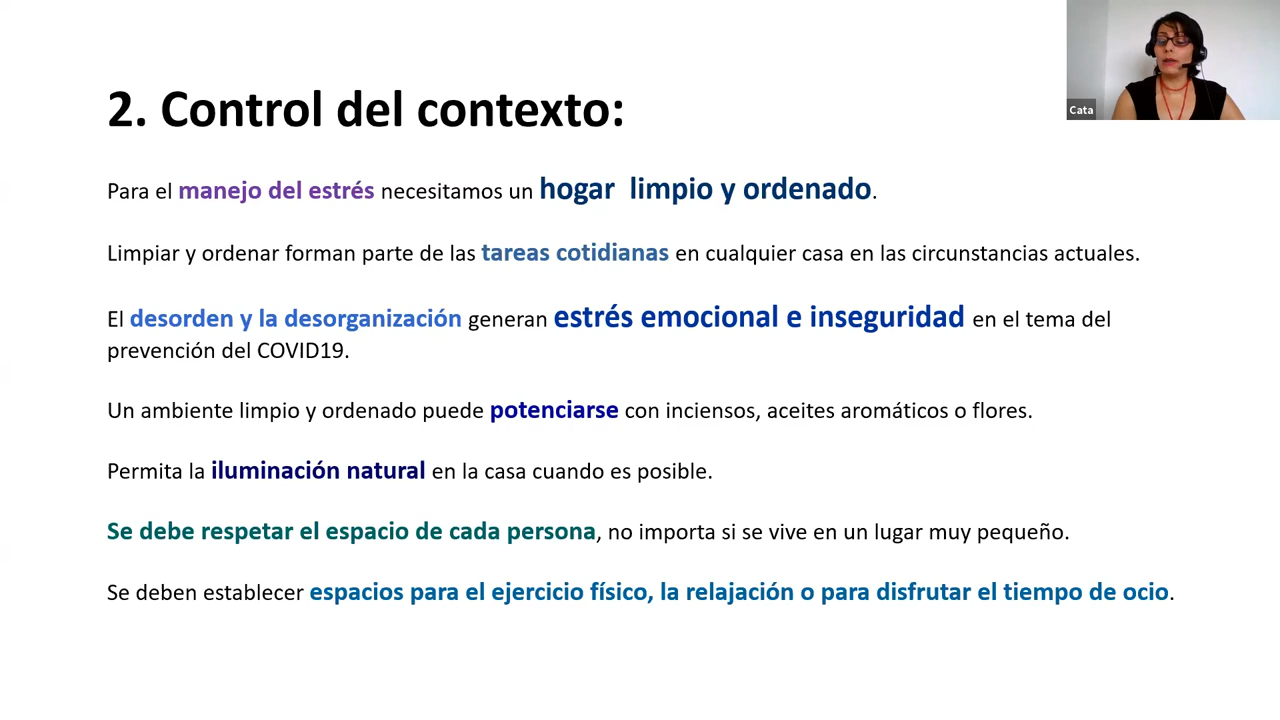 Cata
2. Control del contexto:
Para el manejo del estrés necesitamos un hogar limpio y ordenado.
Limpiar y ordenar forman parte de las tareas cotidianas en cualquier casa en las circunstancias actuales.
El desorden y la desorganización generan estrés emocional e inseguridad en el tema del
prevención del COVID19.
Un ambiente limpio y ordenado puede potenciarse con inciensos, aceites aromáticos o flores.
Permita la iluminación natural en la casa cuando es posible.
Se debe respetar el espacio de cada persona, no importa si se vive en un lugar muy pequeño.
Se deben establecer espacios para el ejercicio físico, la relajación o para disfrutar el tiempo de ocio.